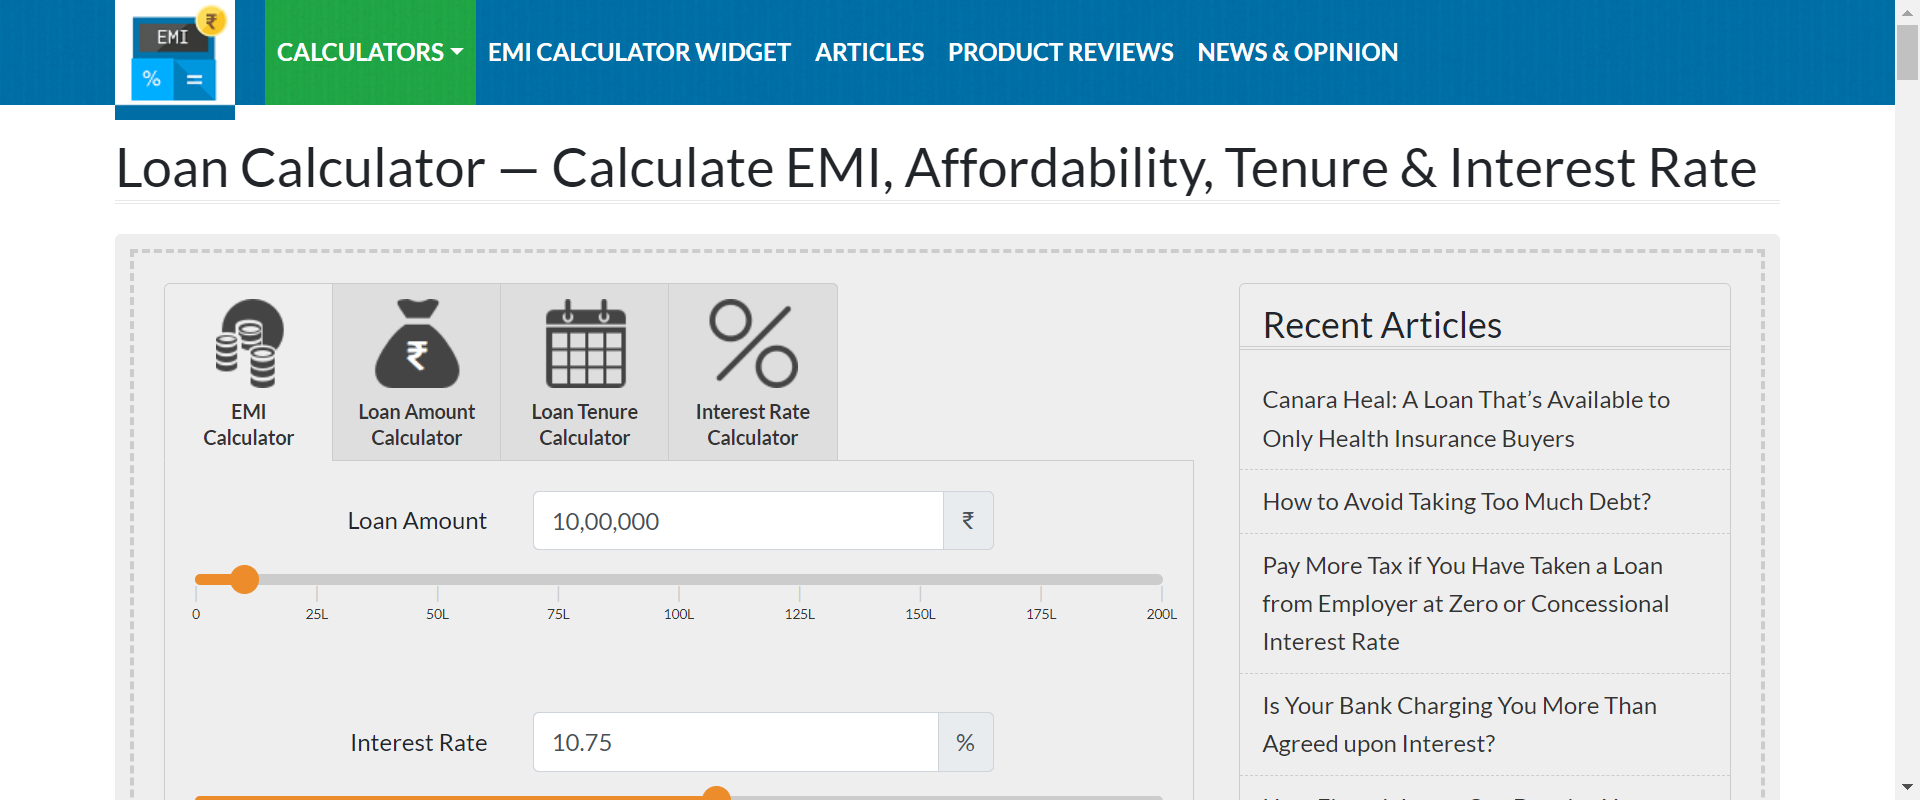 EMI
₹
%
=
CALCULATORS
EMI CALCULATOR WIDGET
ARTICLES
PRODUCT REVIEWS
NEWS & OPINION
Loan Calculator — Calculate EMI, Affordability, Tenure & Interest Rate
EMI
Calculator
₹
Loan Amount
Calculator
Loan Tenure
Calculator
Interest Rate
Calculator
Loan Amount
10,00,000
₹
0
25L
50L
75L
100L
125L
150L
175L
200L
Interest Rate
10.75
%
Recent Articles
Canara Heal: A Loan That’s Available to
Only Health Insurance Buyers
How to Avoid Taking Too Much Debt?
Pay More Tax if You Have Taken a Loan
from Employer at Zero or Concessional
Interest Rate
Is Your Bank Charging You More Than
Agreed upon Interest?